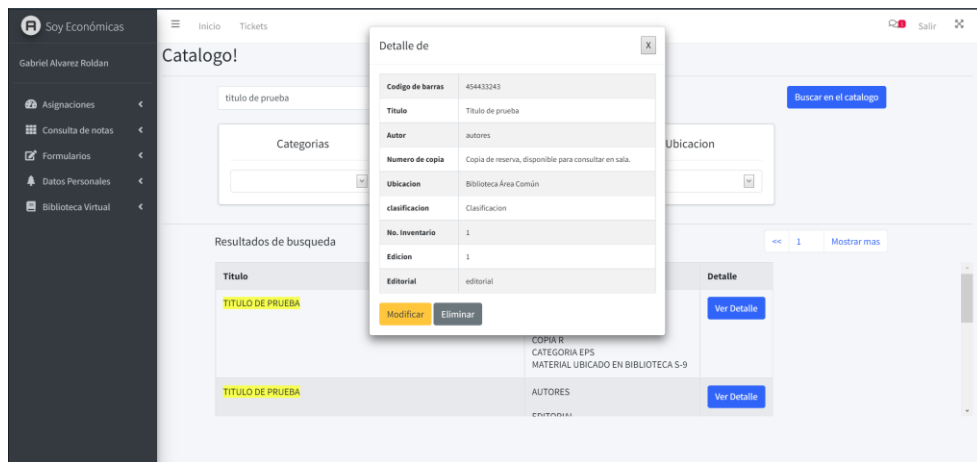 Soy Económicas
Gabriel Alvarez Roldan
Asignaciones
Consulta de notas
Formularios
Datos Personales
Biblioteca Virtual
Inicio Tickets
Salir
Catalogo!
titulo de prueba
Buscar en el catalogo
Categorias
Ubicacion
Detalle de
X
Codigo de barras 454433243
Titulo Titulo de prueba
Autor autores
Numero de copia Copia de reserva, disponible para consultar en sala.
Ubicacion Biblioteca Área Común
clasificacion Clasificacion
No. Inventario 1
Edicion 1
Editorial editorial
Modificar Eliminar
Resultados de busqueda
<< 1 Mostrar mas
Titulo Detalle
TITULO DE PRUEBA Ver Detalle
COPIA R
CATEGORIA EPS
MATERIAL UBICADO EN BIBLIOTECA S-9
TITULO DE PRUEBA AUTORES Ver Detalle
EDITORIAL